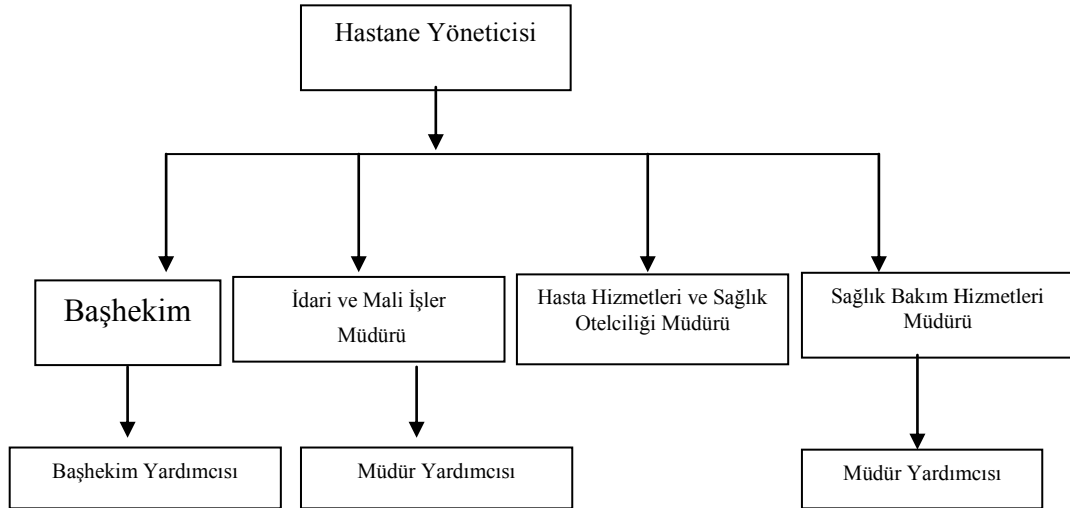 Hastane Yöneticisi
Başhekim
İdari ve Mali İşler
Müdürü
Hasta Hizmetleri ve Sağlık
Otelciliği Müdürü
Sağlık Bakım Hizmetleri
Müdürü
Başhekim Yardımcısı
Müdür Yardımcısı
Müdür Yardımcısı